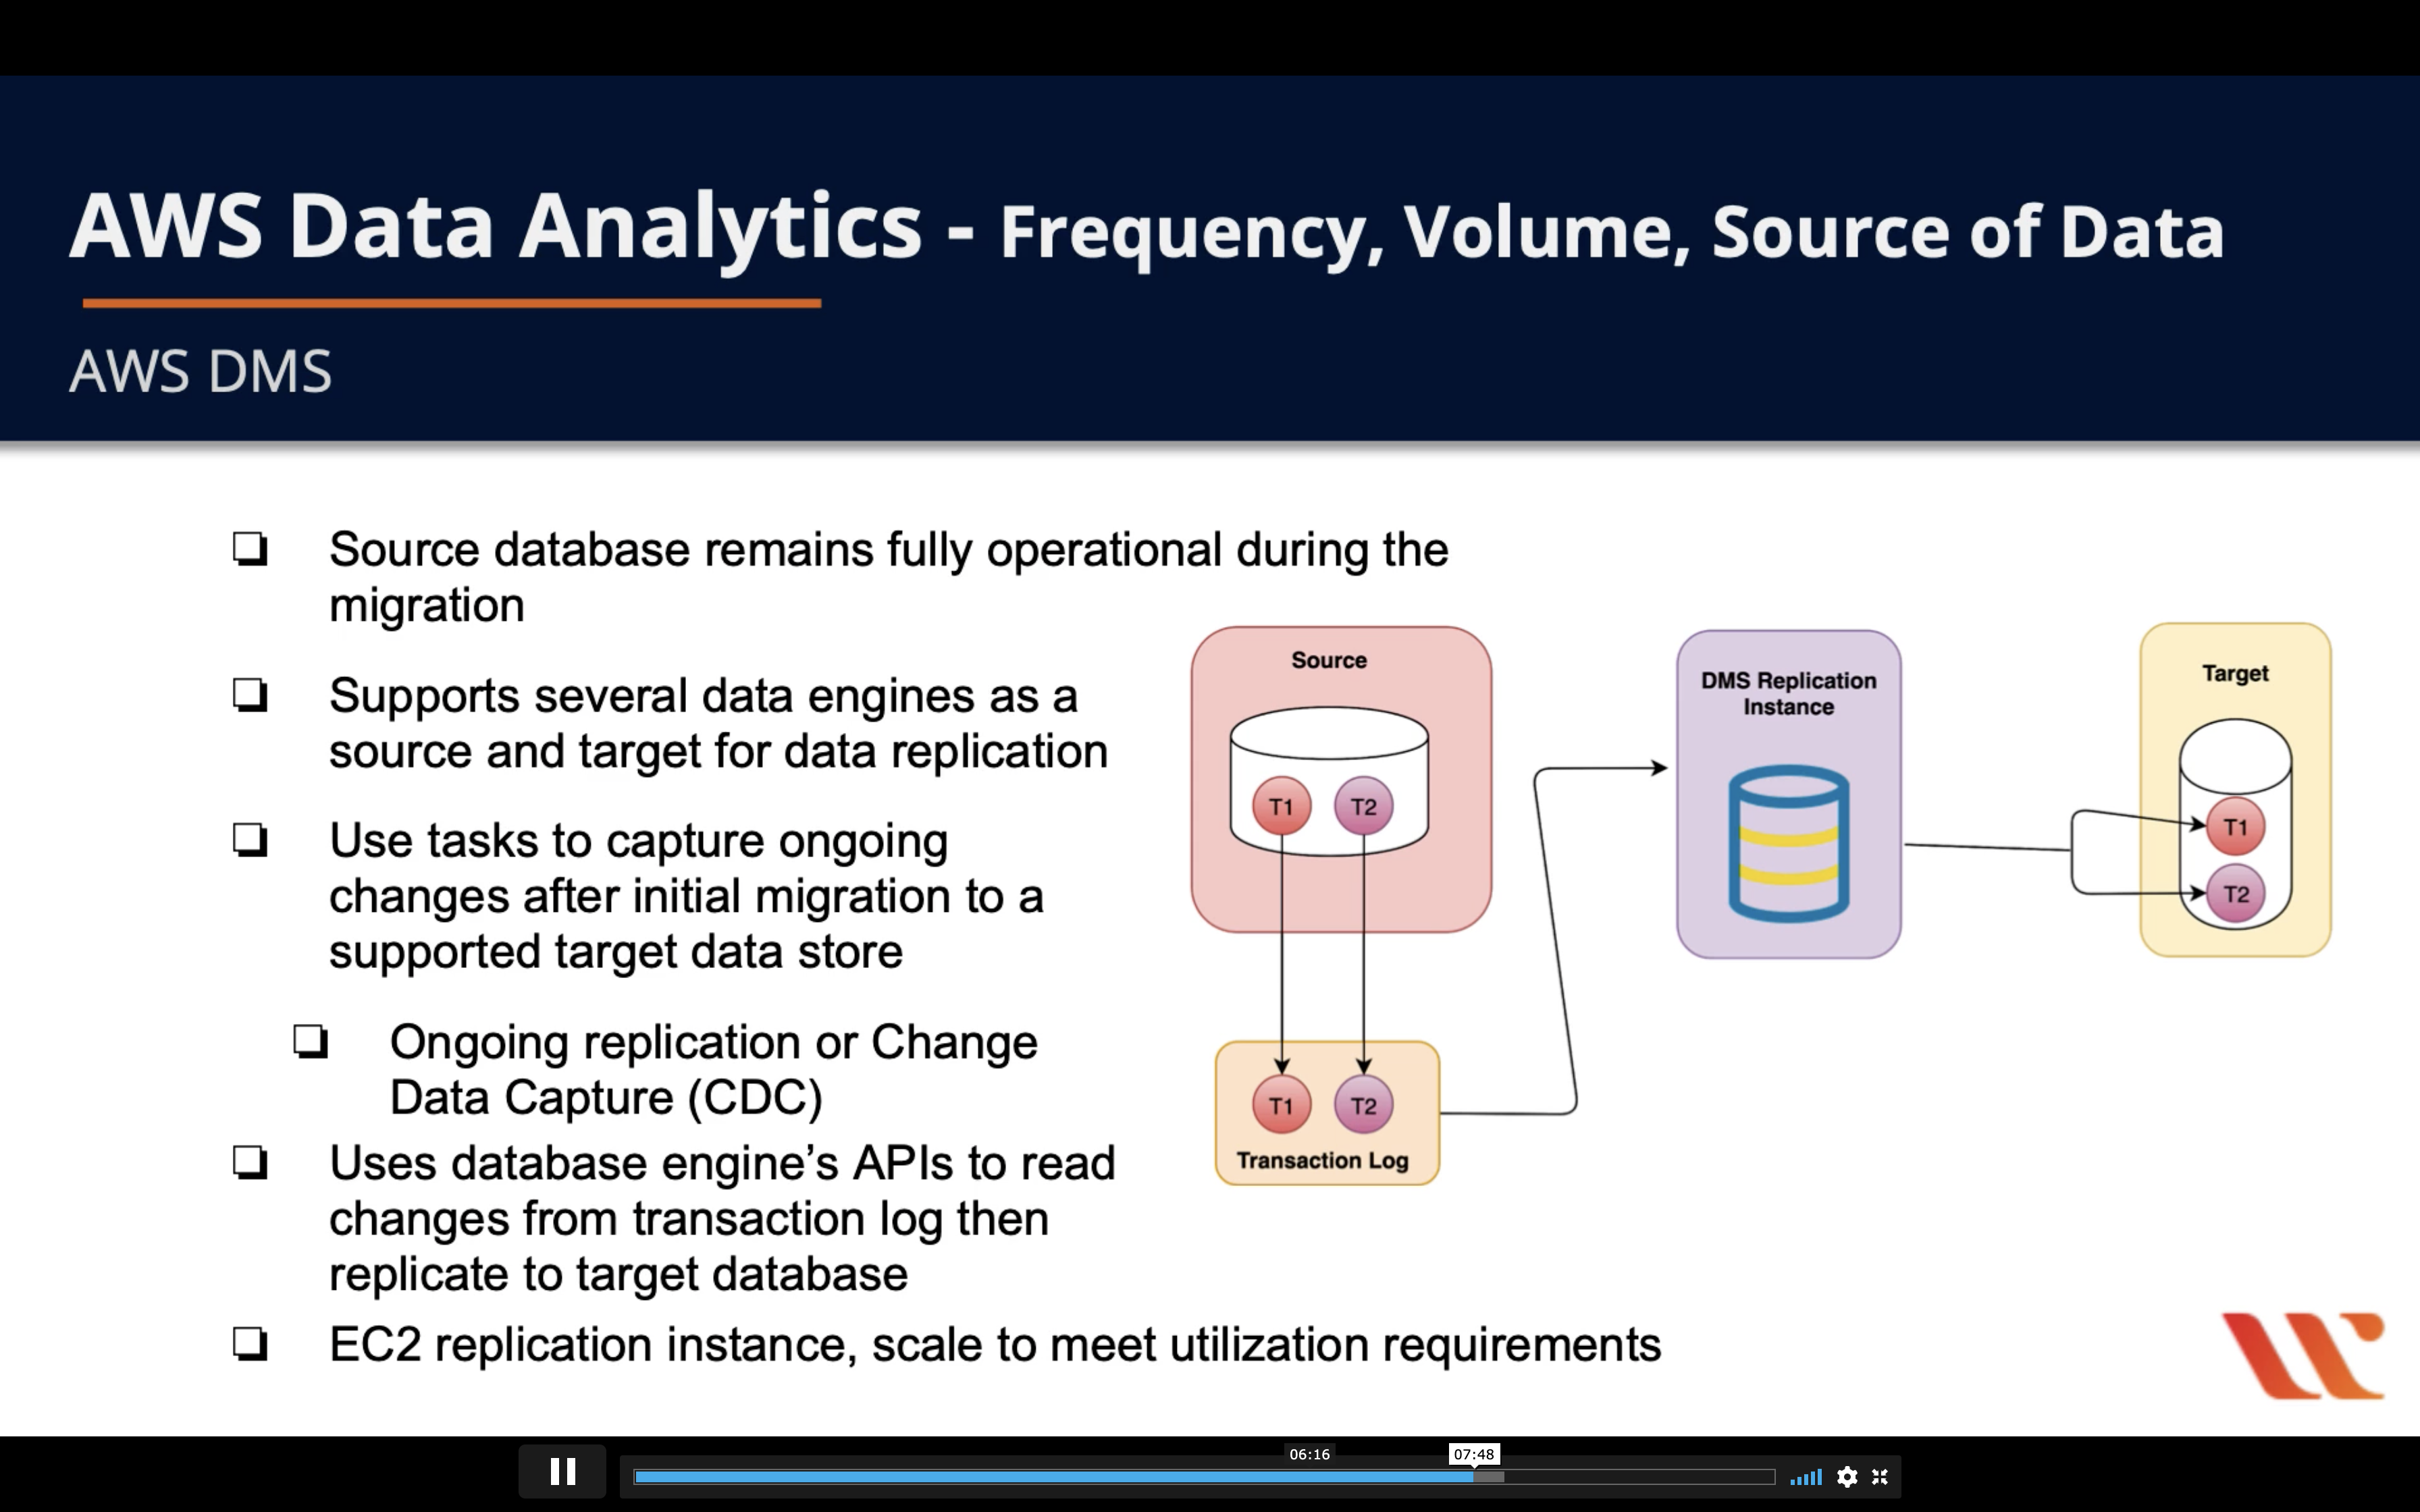 AWS Data Analytics - Frequency, Volume, Source of Data
AWS DMS
Source database remains fully operational during the
migration
Supports several data engines as a
source and target for data replication
Use tasks to capture ongoing
changes after initial migration to a
supported target data store
Ongoing replication or Change
Data Capture (CDC)
Uses database engine’s APIs to read
changes from transaction log then
replicate to target database
EC2 replication instance, scale to meet utilization requirements
Source
T1 T2
T1 T2
Transaction Log
DMS Replication
Instance
Target
T1
T2
06:16 07:48